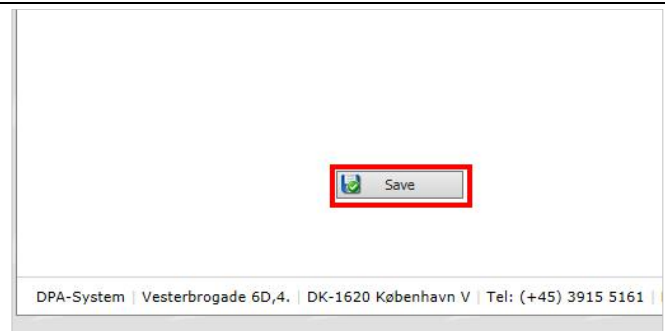 Save
DPA-System | Vesterbrogade 6D,4. | DK-1620 København V | Tel: (+45) 3915 5161 |